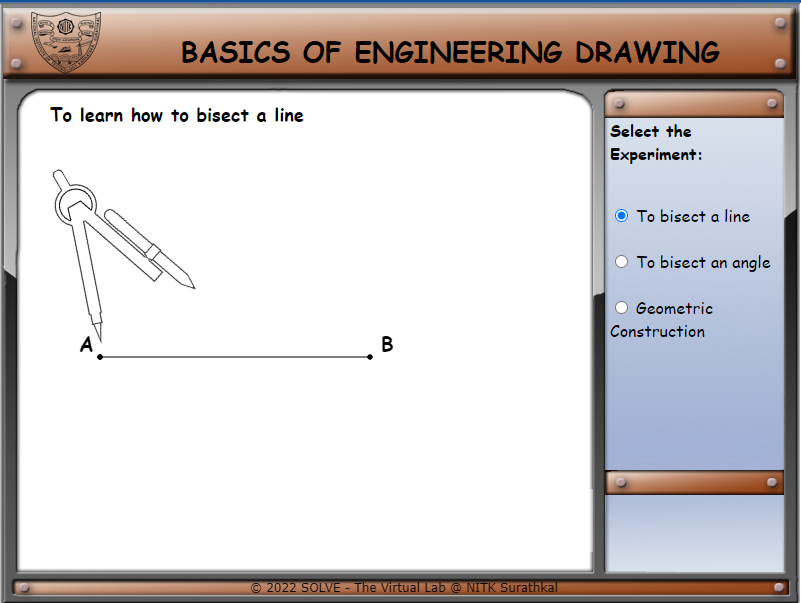 BASICS OF ENGINEERING DRAWING
To learn how to bisect a line
A
B
Select the
Experiment:
To bisect a line
To bisect an angle
Geometric
Construction
© 2022 SOLVE - The Virtual Lab @ NITK Surathkal